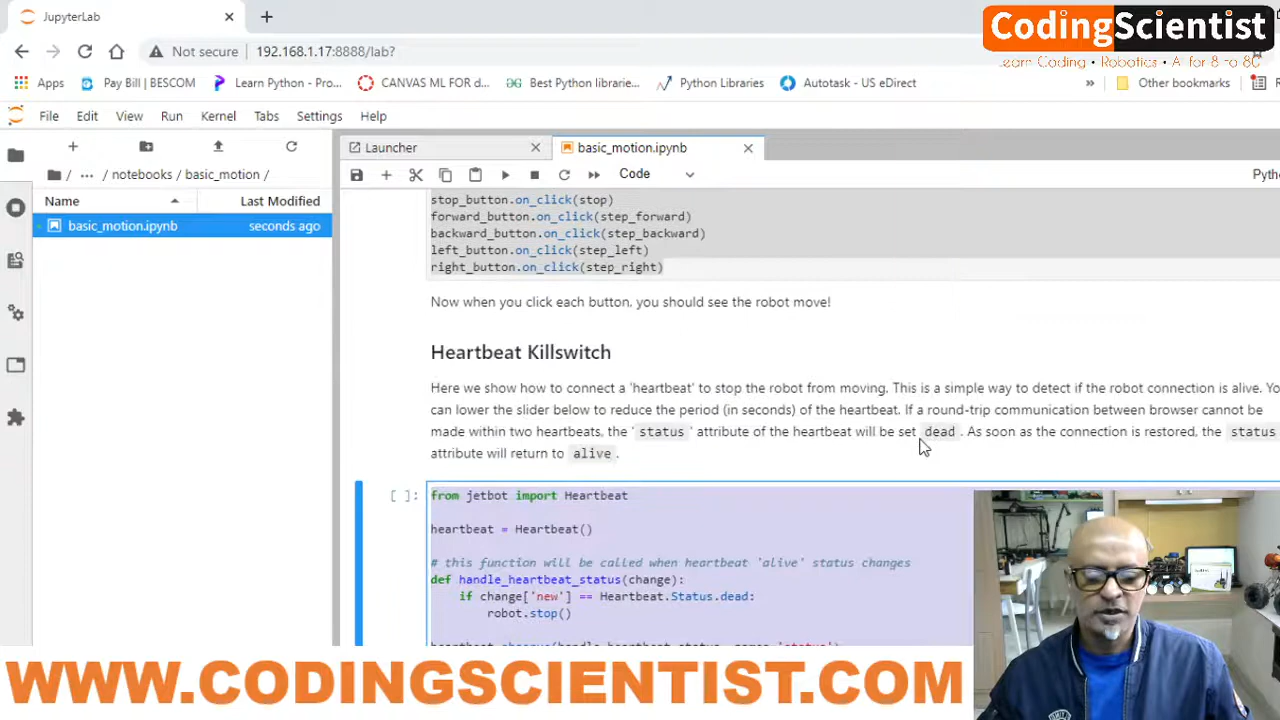 JupyterLab
CodingScientist
Learn Coding • Robotics • AI for 8 to 80
Not secure 192.168.1.17:8888/lab?
Apps Pay Bill | BESCOM Learn Python - Pro... CANVAS ML FOR d... Best Python librarie... Python Libraries Autotask - US eDirect » Other bookmarks
File Edit View Run Kernel Tabs Settings Help
Launcher basic_motion.ipynb
/ ... / notebooks / basic_motion /
Code
Name Last Modified
basic_motion.ipynb seconds ago
stop_button.on_click(stop)
forward_button.on_click(step_forward)
backward_button.on_click(step_backward)
left_button.on_click(step_left)
right_button.on_click(step_right)
Now when you click each button, you should see the robot move!
Heartbeat Killswitch
Here we show how to connect a 'heartbeat' to stop the robot from moving. This is a simple way to detect if the robot connection is alive. Yo
can lower the slider below to reduce the period (in seconds) of the heartbeat. If a round-trip communication between browser cannot be
made within two heartbeats, the ' status ' attribute of the heartbeat will be set dead . As soon as the connection is restored, the status
attribute will return to alive .
[ ]: from jetbot import Heartbeat
heartbeat = Heartbeat()
# this function will be called when heartbeat 'alive' status changes
def handle_heartbeat_status(change):
if change['new'] == Heartbeat.Status.dead:
robot.stop()
WWW.CODINGSCIENTIST.COM